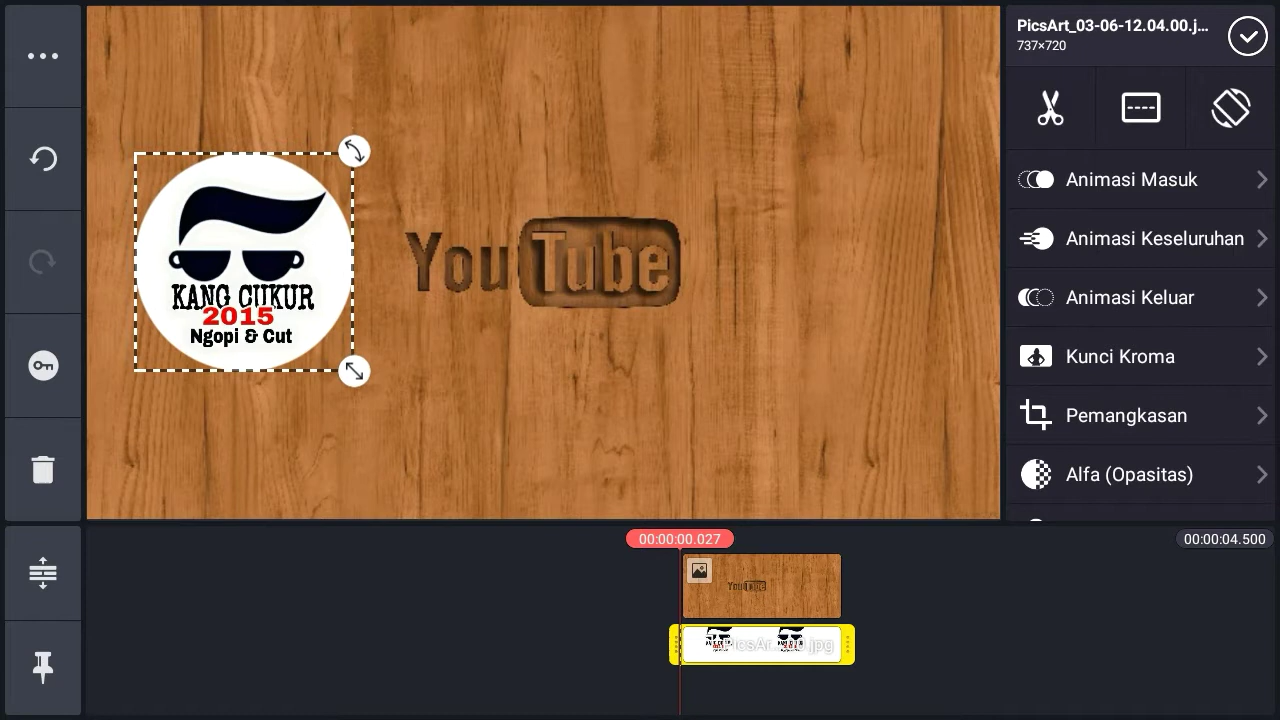 PicsArt_03-06-12.04.00.j...
737×720
Animasi Masuk
Animasi Keseluruhan
Animasi Keluar
Kunci Kroma
Pemangkasan
Alfa (Opasitas)
YouTube
KANG CUKUR
2015
Ngopi & Cut
00:00:00.027
00:00:04.500
YouTube